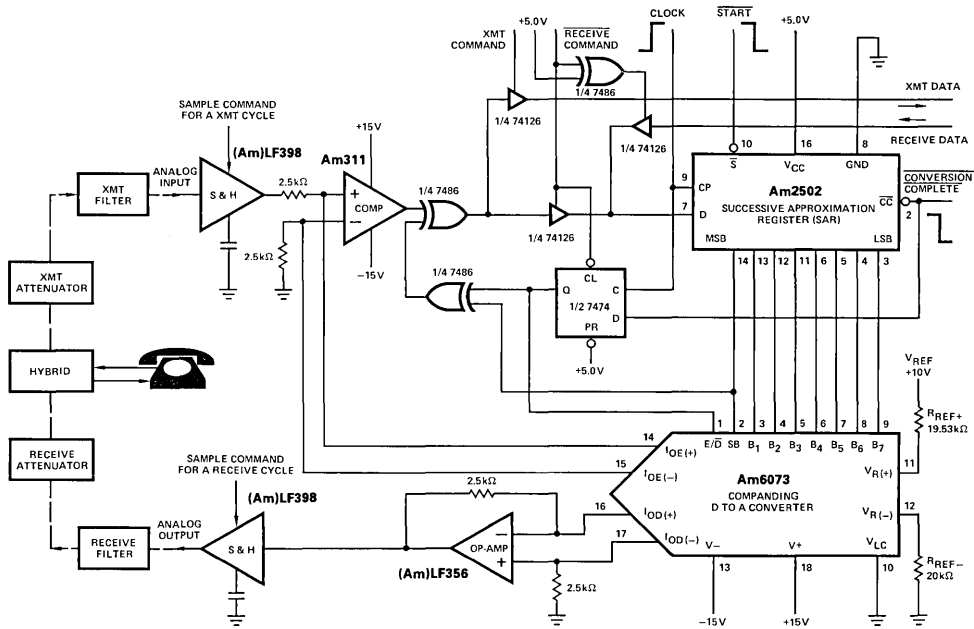 XMT
COMMAND
+5.0V
RECEIVE
COMMAND
CLOCK
START
+5.0V
1/4 7486
1/4 74126
1/4 74126
XMT DATA
RECEIVE DATA
SAMPLE COMMAND
FOR A XMT CYCLE
(Am)LF398
+15V
Am311
XMT
FILTER
ANALOG
INPUT
S & H
2.5kΩ
2.5kΩ
+
COMP
−
−15V
1/4 7486
1/4 74126
1/4 7486
10
16
8
S
VCC
GND
9
CP
7
D
Am2502
SUCCESSIVE APPROXIMATION
REGISTER (SAR)
CONVERSION
COMPLETE
CC
2
MSB
LSB
14
13
12
11
6
5
4
3
XMT
ATTENUATOR
HYBRID
RECEIVE
ATTENUATOR
CL
Q
C
1/2 7474
D
PR
+5.0V
VREF
+10V
RREF+
19.53kΩ
1
2
3
4
5
6
7
8
9
E/D
SB
B1
B2
B3
B4
B5
B6
B7
14
IOE(+)
15
IOE(−)
16
IOD(+)
17
IOD(−)
Am6073
COMPANDING
D TO A CONVERTER
VR(+)
11
VR(−)
12
VLC
10
V−
13
V+
18
−15V
+15V
RREF−
20kΩ
SAMPLE COMMAND
FOR A RECEIVE CYCLE
(Am)LF398
RECEIVE
FILTER
ANALOG
OUTPUT
S & H
2.5kΩ
−
OP-AMP
+
(Am)LF356
2.5kΩ